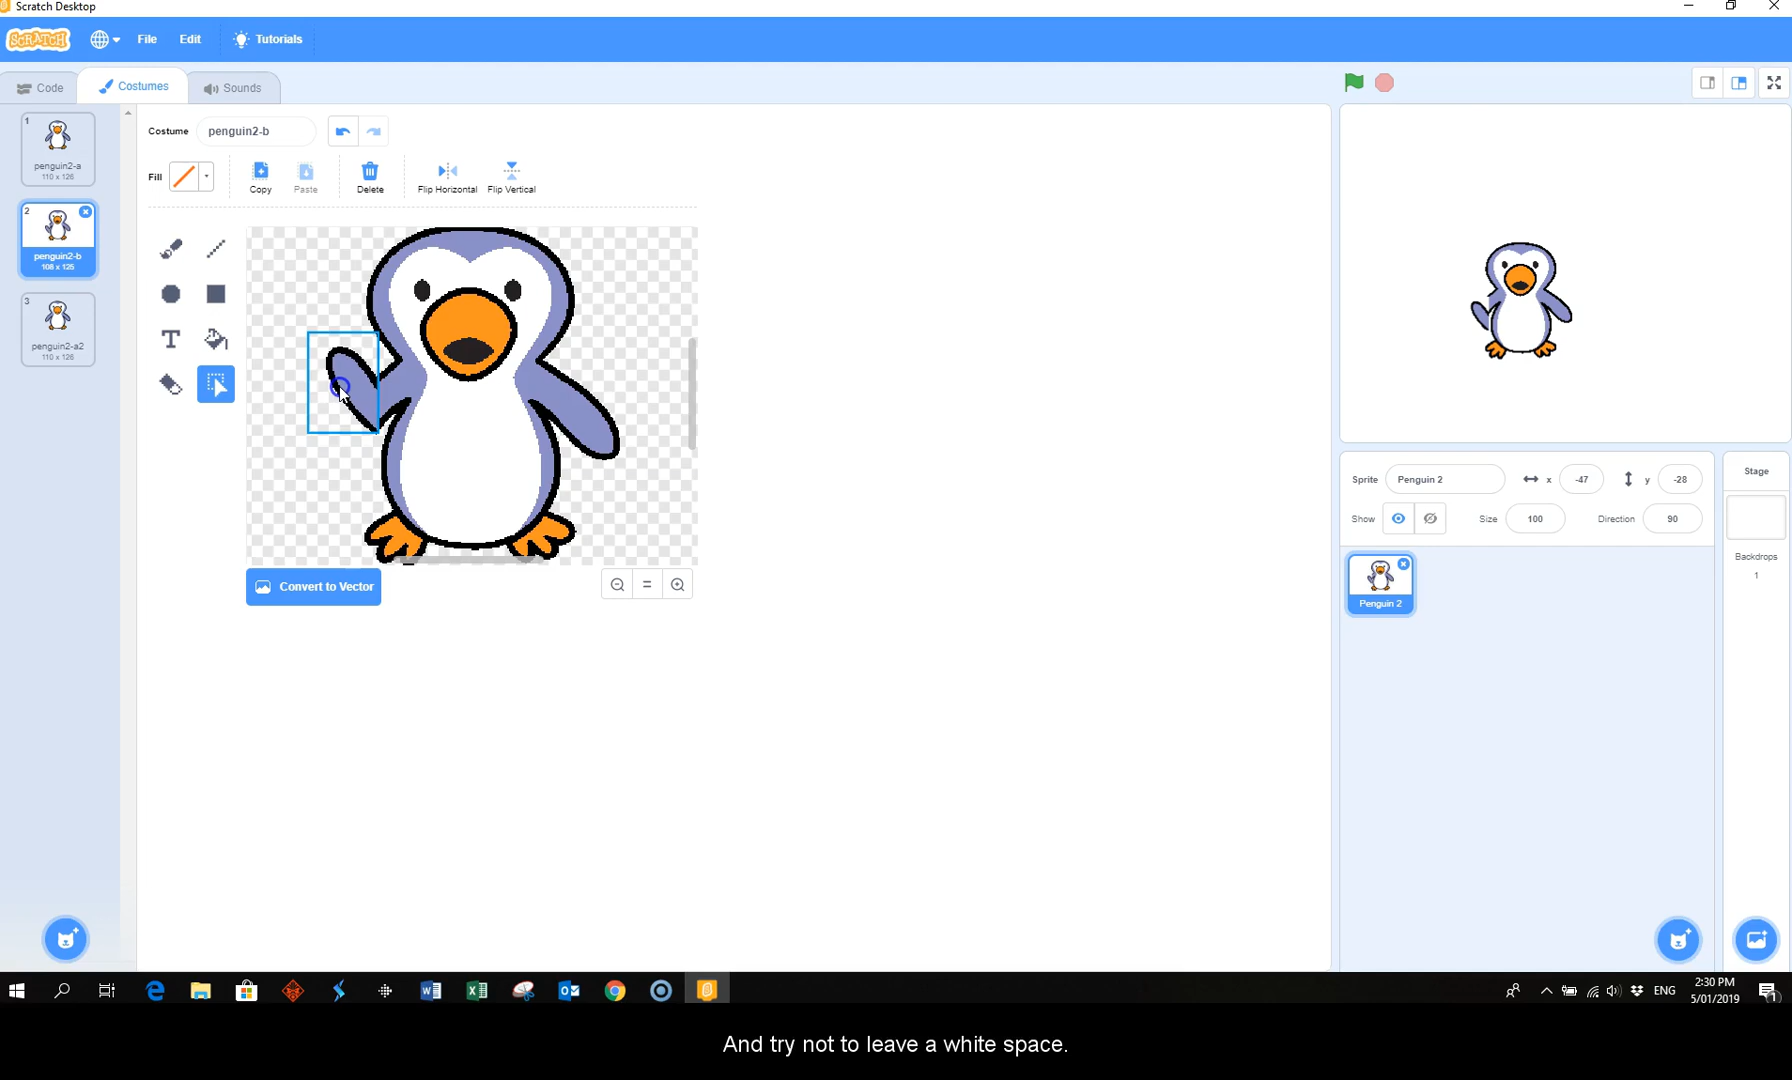 Scratch Desktop
SCRATCH File Edit Tutorials
Code Costumes Sounds
1
penguin2-a
110 x 126
2
penguin2-b
108 x 125
3
penguin2-a2
110 x 126
Costume penguin2-b
Fill Copy Paste Delete Flip Horizontal Flip Vertical
T
Convert to Vector
Sprite Penguin 2 x -47 y -28
Show Size 100 Direction 90
Penguin 2
Stage
Backdrops
1
ENG
2:30 PM
5/01/2019
1
And try not to leave a white space.